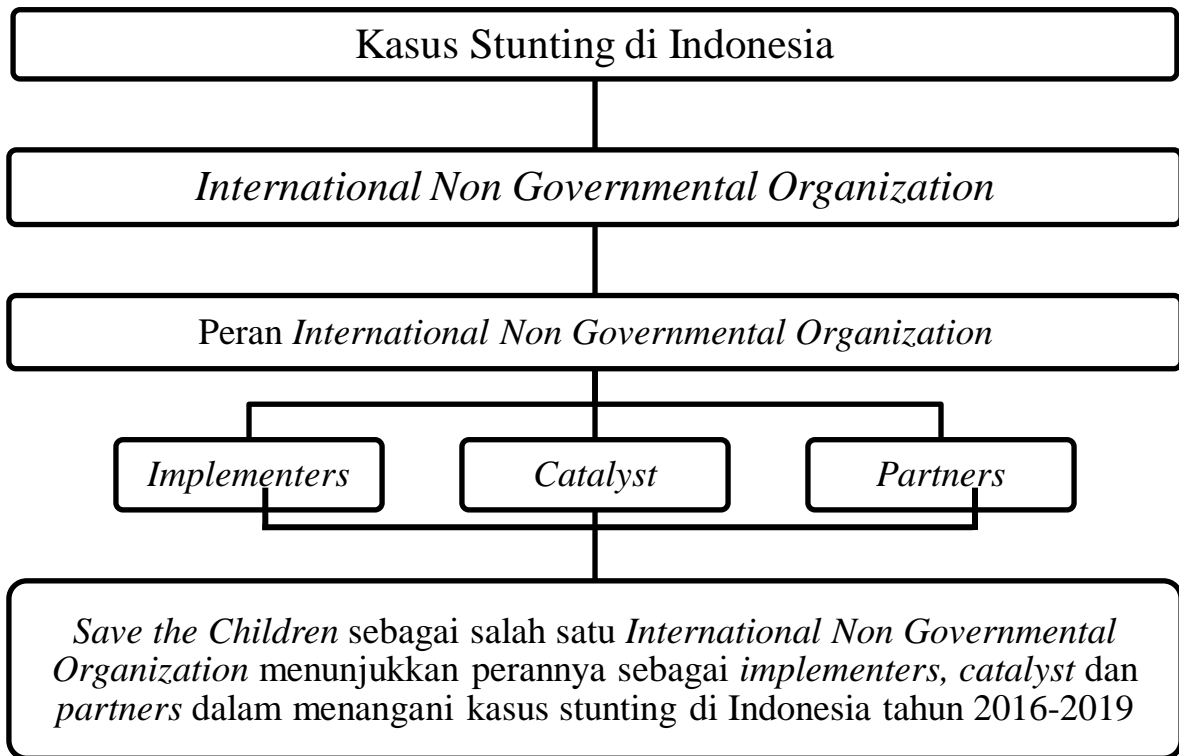 Kasus Stunting di Indonesia
International Non Governmental Organization
Peran International Non Governmental Organization
Implementers
Catalyst
Partners
Save the Children sebagai salah satu International Non Governmental
Organization menunjukkan perannya sebagai implementers, catalyst dan
partners dalam menangani kasus stunting di Indonesia tahun 2016-2019